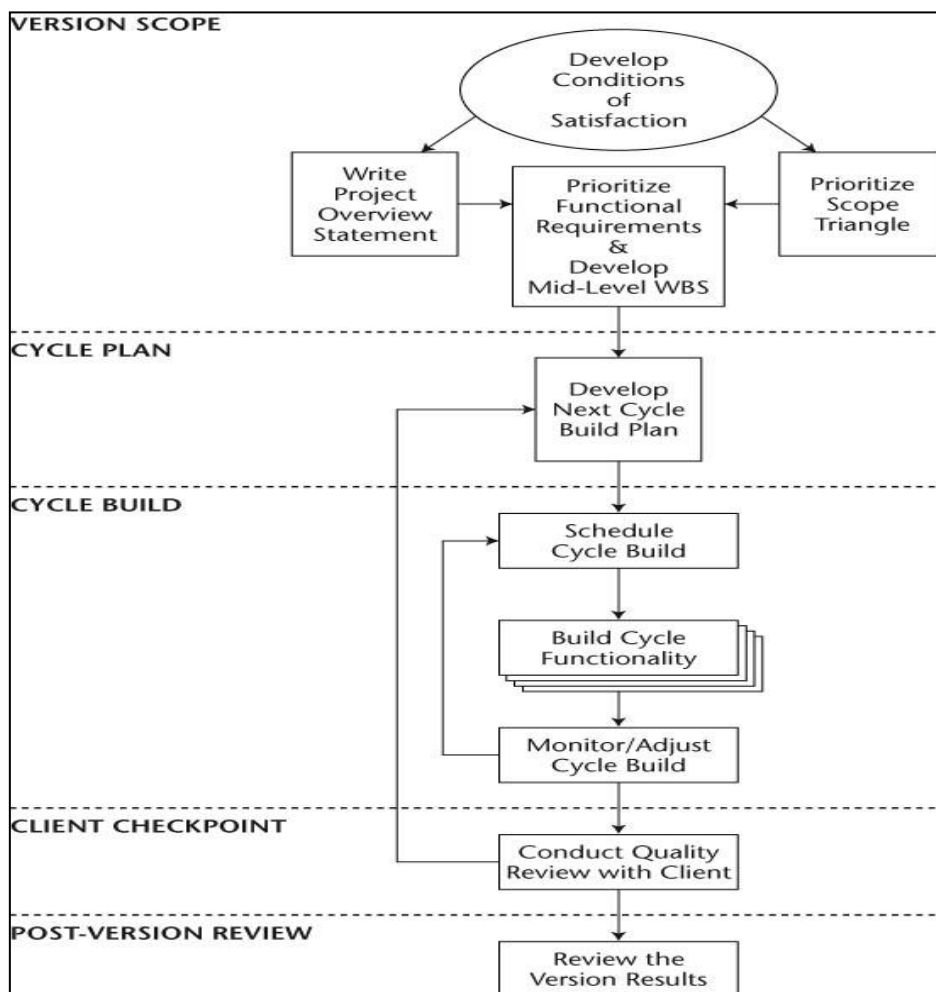 VERSION SCOPE
Develop
Conditions
of
Satisfaction
Write
Project
Overview
Statement
Prioritize
Functional
Requirements
&
Develop
Mid-Level WBS
Prioritize
Scope
Triangle
CYCLE PLAN
Develop
Next Cycle
Build Plan
CYCLE BUILD
Schedule
Cycle Build
Build Cycle
Functionality
Monitor/Adjust
Cycle Build
CLIENT CHECKPOINT
Conduct Quality
Review with Client
POST-VERSION REVIEW
Review the
Version Results